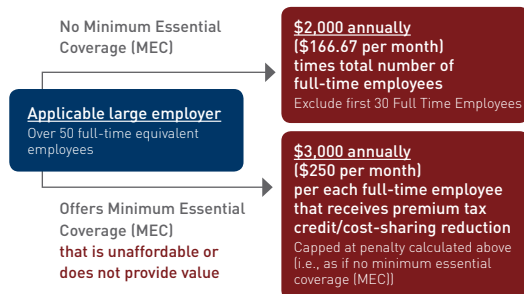 No Minimum Essential
Coverage (MEC)
$2,000 annually
($166.67 per month)
times total number of
full-time employees
Exclude first 30 Full Time Employees
Applicable large employer
Over 50 full-time equivalent
employees
$3,000 annually
($250 per month)
per each full-time employee
that receives premium tax
credit/cost-sharing reduction
Capped at penalty calculated above
(i.e., as if no minimum essential
coverage (MEC))
Offers Minimum Essential
Coverage (MEC)
that is unaffordable or
does not provide value